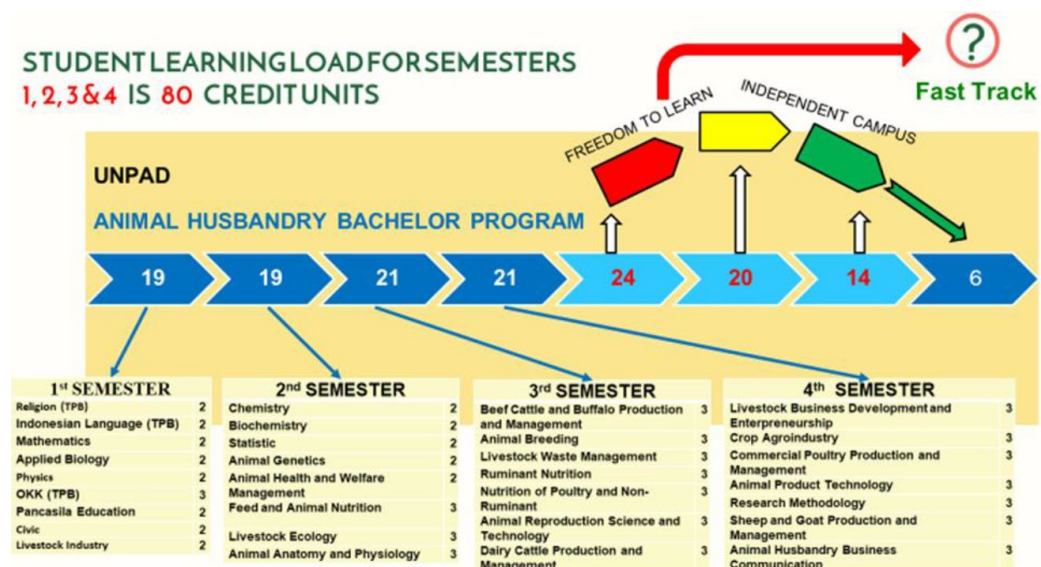 STUDENT LEARNING LOAD FOR SEMESTERS
1, 2, 3 & 4 IS 80 CREDIT UNITS
?
Fast Track
FREEDOM TO LEARN
INDEPENDENT CAMPUS
UNPAD
ANIMAL HUSBANDRY BACHELOR PROGRAM
19 19 21 21 24 20 14 6
1st SEMESTER
Religion (TPB) 2
Indonesian Language (TPB) 2
Mathematics 2
Applied Biology 2
Physics 2
OKK (TPB) 3
Pancasila Education 2
Civic 2
Livestock Industry 2
2nd SEMESTER
Chemistry 2
Biochemistry 2
Statistic 2
Animal Genetics 2
Animal Health and Welfare 2
Management
Feed and Animal Nutrition 3
Livestock Ecology 3
Animal Anatomy and Physiology 3
3rd SEMESTER
Beef Cattle and Buffalo Production 3
and Management
Animal Breeding 3
Livestock Waste Management 3
Ruminant Nutrition 3
Nutrition of Poultry and Non- 3
Ruminant
Animal Reproduction Science and 3
Technology
Dairy Cattle Production and 3
Management
4th SEMESTER
Livestock Business Development and 3
Enterpreneurship
Crop Agroindustry 3
Commercial Poultry Production and 3
Management
Animal Product Technology 3
Research Methodology 3
Sheep and Goat Production and 3
Management
Animal Husbandry Business 3
Communication